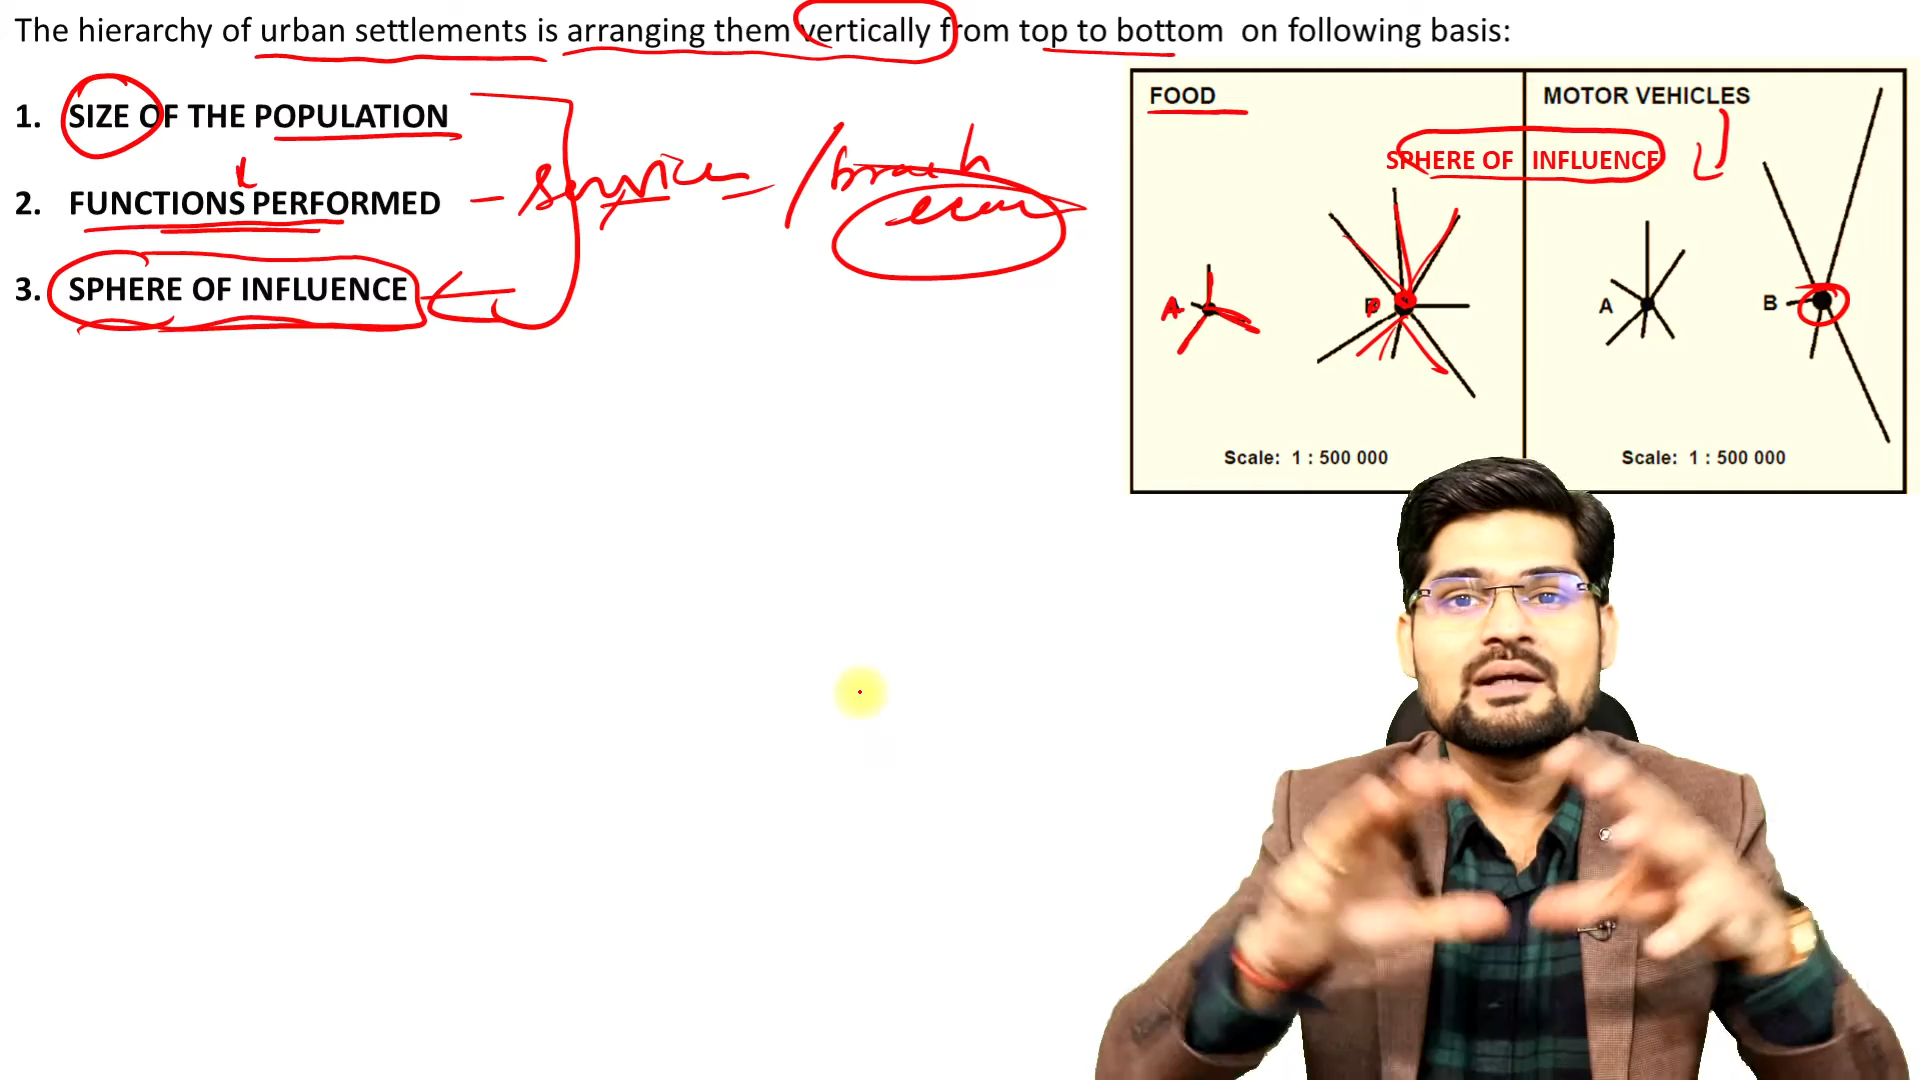 The hierarchy of urban settlements is arranging them vertically from top to bottom on following basis:
1. SIZE OF THE POPULATION
2. FUNCTIONS PERFORMED – service /
3. SPHERE OF INFLUENCE
FOOD
MOTOR VEHICLES
SPHERE OF INFLUENCE
A
B
A
B
Scale: 1 : 500 000
Scale: 1 : 500 000